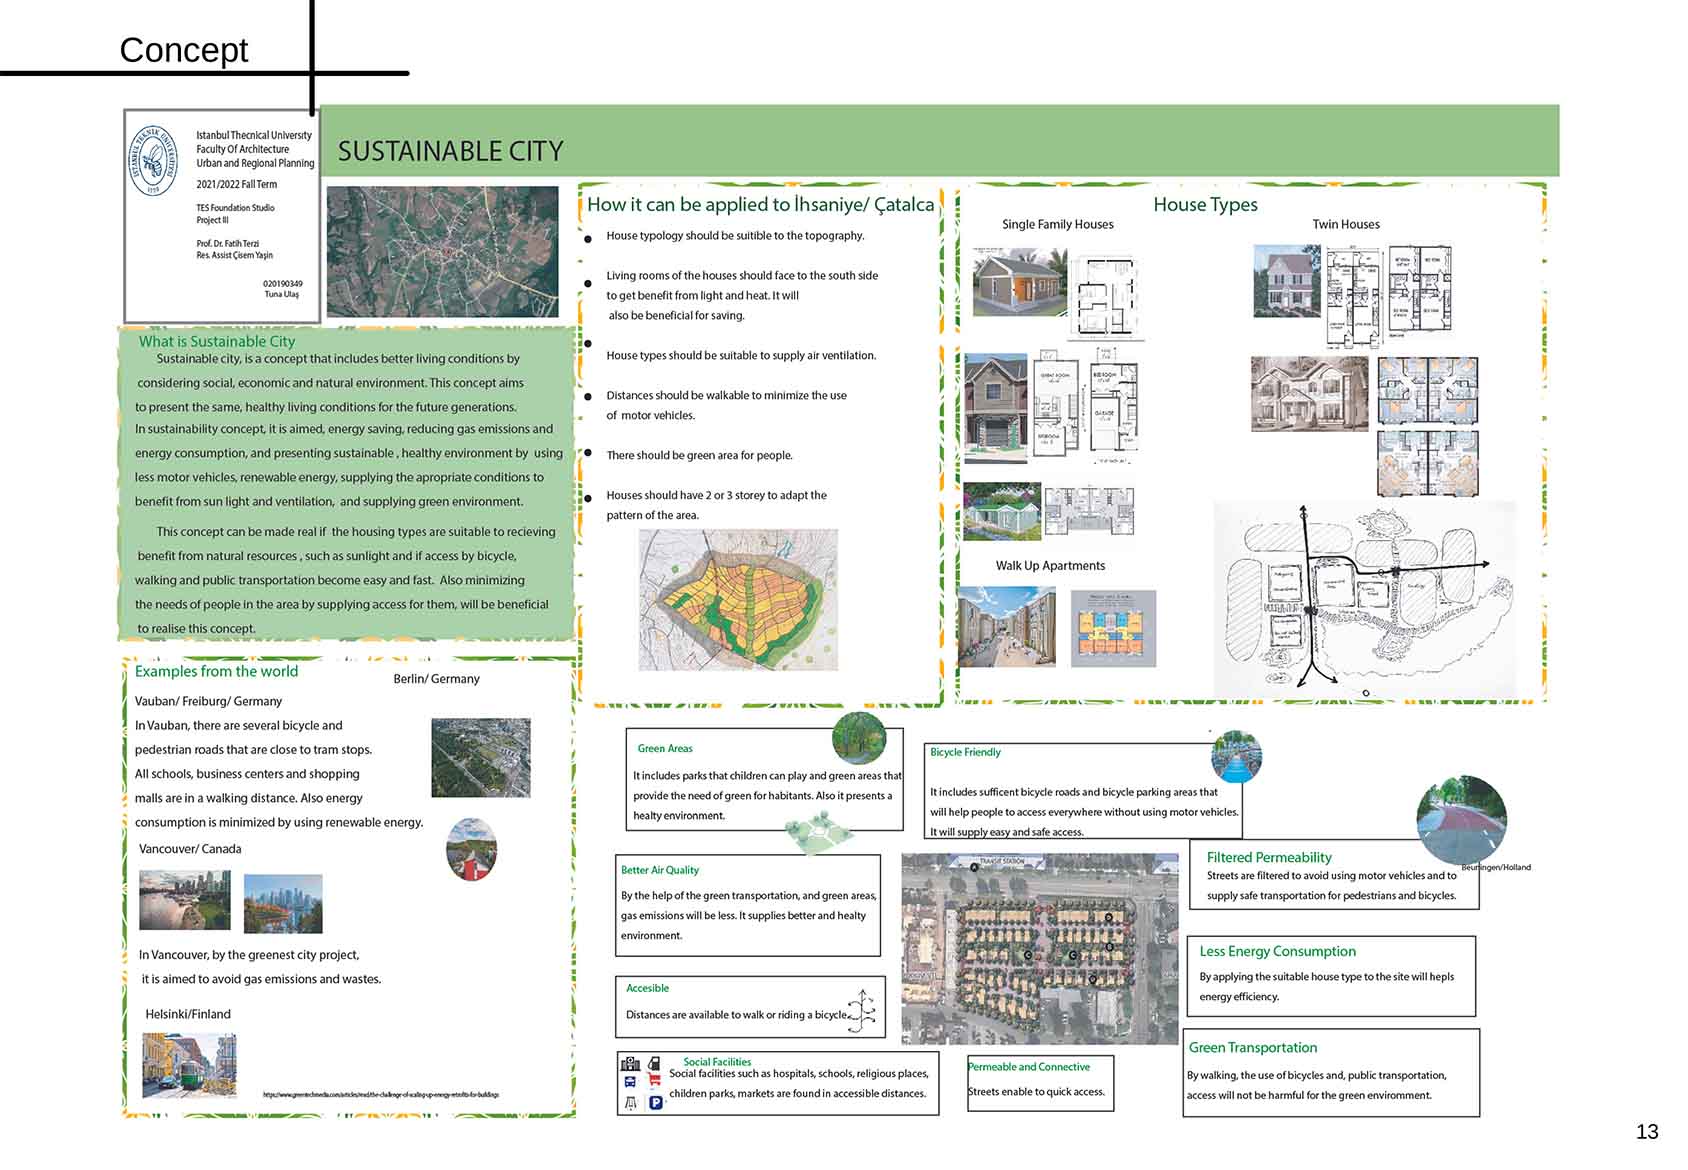 Concept
Istanbul Thecnical University
Faculty Of Architecture
Urban and Regional Planning
2021/2022 Fall Term
TES Foundation Studio
Project III
Prof. Dr. Fatih Terzi
Res. Assist Çisem Yaşin
020190349
Tuna Ulaş
SUSTAINABLE CITY
What is Sustainable City
Sustainable city, is a concept that includes better living conditions by
considering social, economic and natural environment. This concept aims
to present the same, healthy living conditions for the future generations.
In sustainability concept, it is aimed, energy saving, reducing gas emissions and
energy consumption, and presenting sustainable , healthy environment by using
less motor vehicles, renewable energy, supplying the apropriate conditions to
benefit from sun light and ventilation, and supplying green environment.
This concept can be made real if the housing types are suitable to recieving
benefit from natural resources , such as sunlight and if access by bicycle,
walking and public transportation become easy and fast. Also minimizing
the needs of people in the area by supplying access for them, will be beneficial
to realise this concept.
Examples from the world
Berlin/ Germany
Vauban/ Freiburg/ Germany
In Vauban, there are several bicycle and
pedestrian roads that are close to tram stops.
All schools, business centers and shopping
malls are in a walking distance. Also energy
consumption is minimized by using renewable energy.
Vancouver/ Canada
In Vancouver, by the greenest city project,
it is aimed to avoid gas emissions and wastes.
Helsinki/Finland
https://www.greentechmedia.com/articles/read/the-challenge-of-scaling-up-energy-retrofits-for-buildings
How it can be applied to İhsaniye/ Çatalca
House typology should be suitible to the topography.
Living rooms of the houses should face to the south side
to get benefit from light and heat. It will
also be beneficial for saving.
House types should be suitable to supply air ventilation.
Distances should be walkable to minimize the use
of motor vehicles.
There should be green area for people.
Houses should have 2 or 3 storey to adapt the
pattern of the area.
House Types
Single Family Houses
Twin Houses
GREAT ROOM
BEDROOM
GARAGE
BEDROOM
Walk Up Apartments
Green Areas
It includes parks that children can play and green areas that
provide the need of green for habitants. Also it presents a
healty environment.
Bicycle Friendly
It includes sufficent bicycle roads and bicycle parking areas that
will help people to access everywhere without using motor vehicles.
It will supply easy and safe access.
Better Air Quality
By the help of the green transportation, and green areas,
gas emissions will be less. It supplies better and healty
environment.
TRANSIT STATION
A
D
B
C
C
D
Filtered Permeability
Beuningen/Holland
Streets are filtered to avoid using motor vehicles and to
supply safe transportation for pedestrians and bicycles.
Less Energy Consumption
By applying the suitable house type to the site will hepls
energy efficiency.
Accesible
Distances are available to walk or riding a bicycle.
Social Facilities
Social facilities such as hospitals, schools, religious places,
children parks, markets are found in accessible distances.
P
Permeable and Connective
Streets enable to quick access.
Green Transportation
By walking, the use of bicycles and, public transportation,
access will not be harmful for the green envirornment.
13